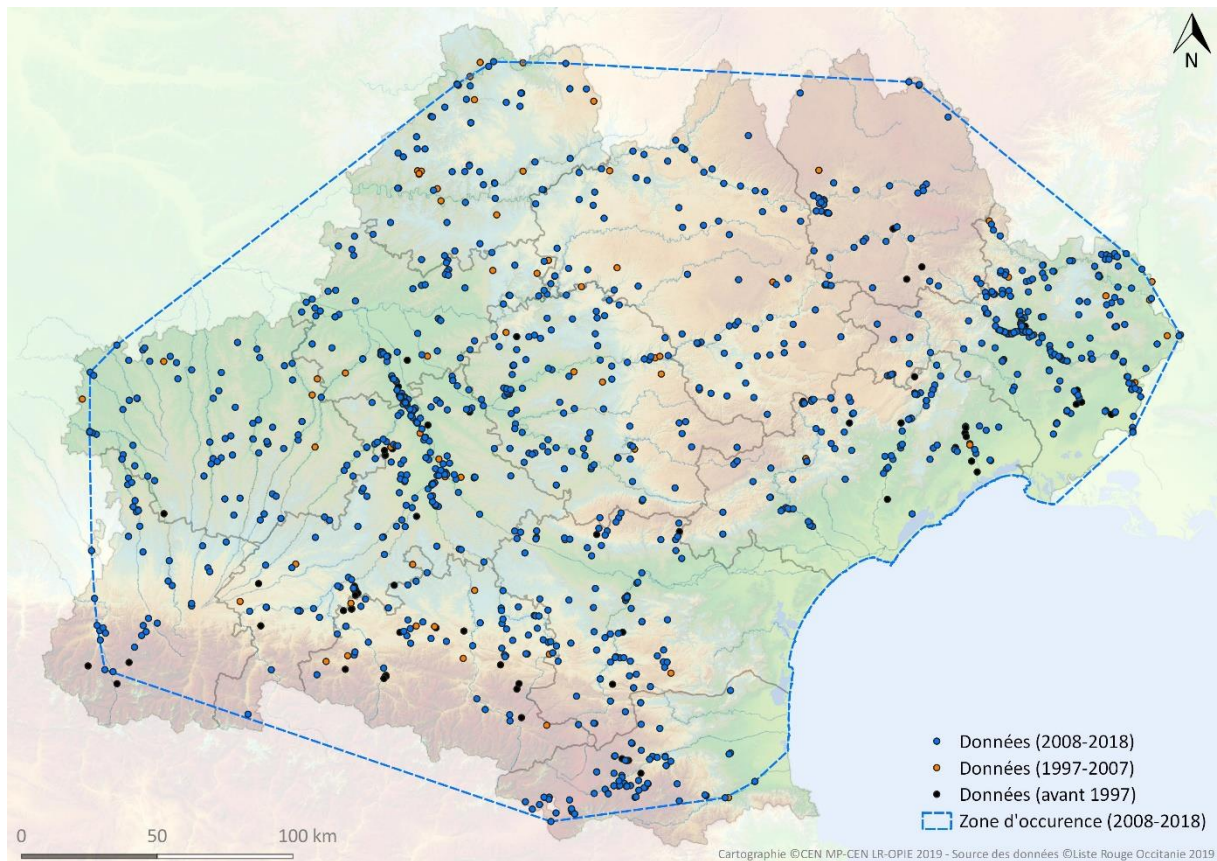 N
Données (2008-2018)
Données (1997-2007)
Données (avant 1997)
Zone d'occurence (2008-2018)
0 50 100 km
Cartographie ©CEN MP-CEN LR-OPIE 2019 - Source des données ©Liste Rouge Occitanie 2019